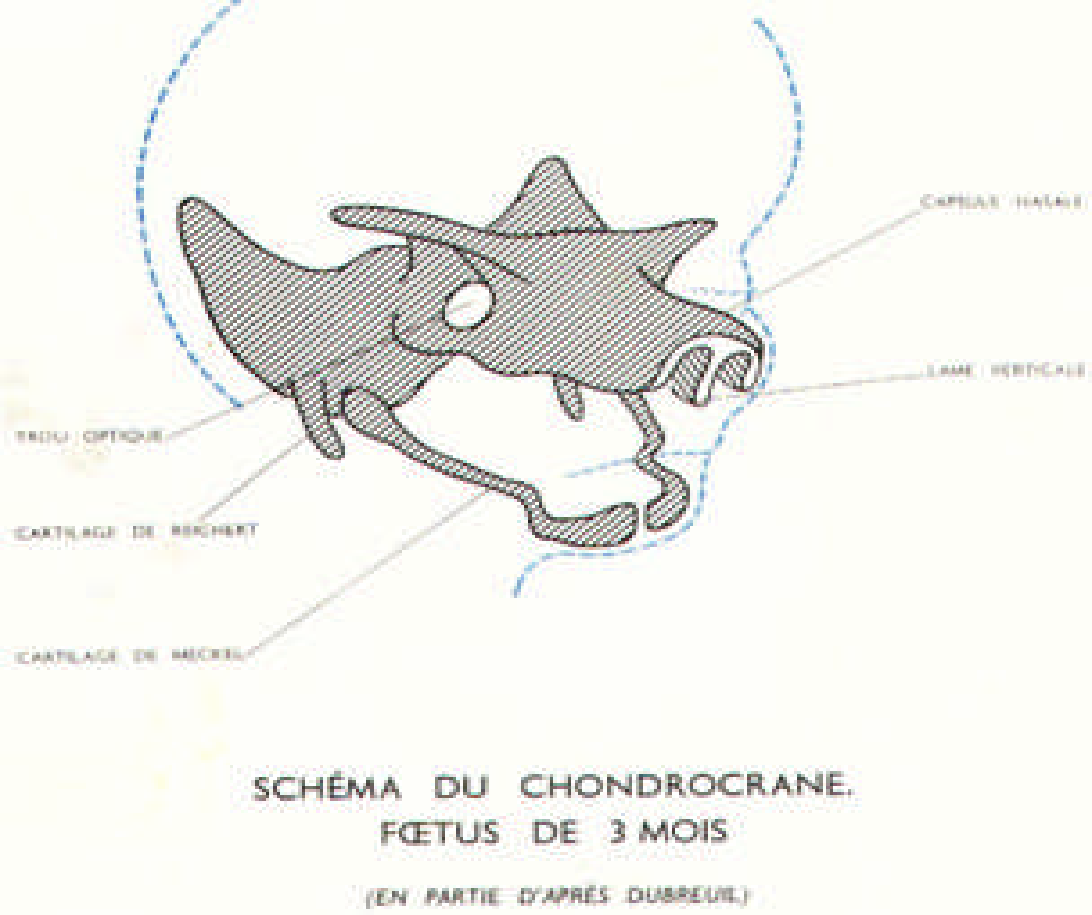 CAPSULE NASALE
LAME VERTICALE
TROU OPTIQUE
CARTILAGE DE REICHERT
CARTILAGE DE MECKEL
SCHÉMA DU CHONDROCRANE.
FŒTUS DE 3 MOIS
(EN PARTIE D'APRÉS DUBREUIL)